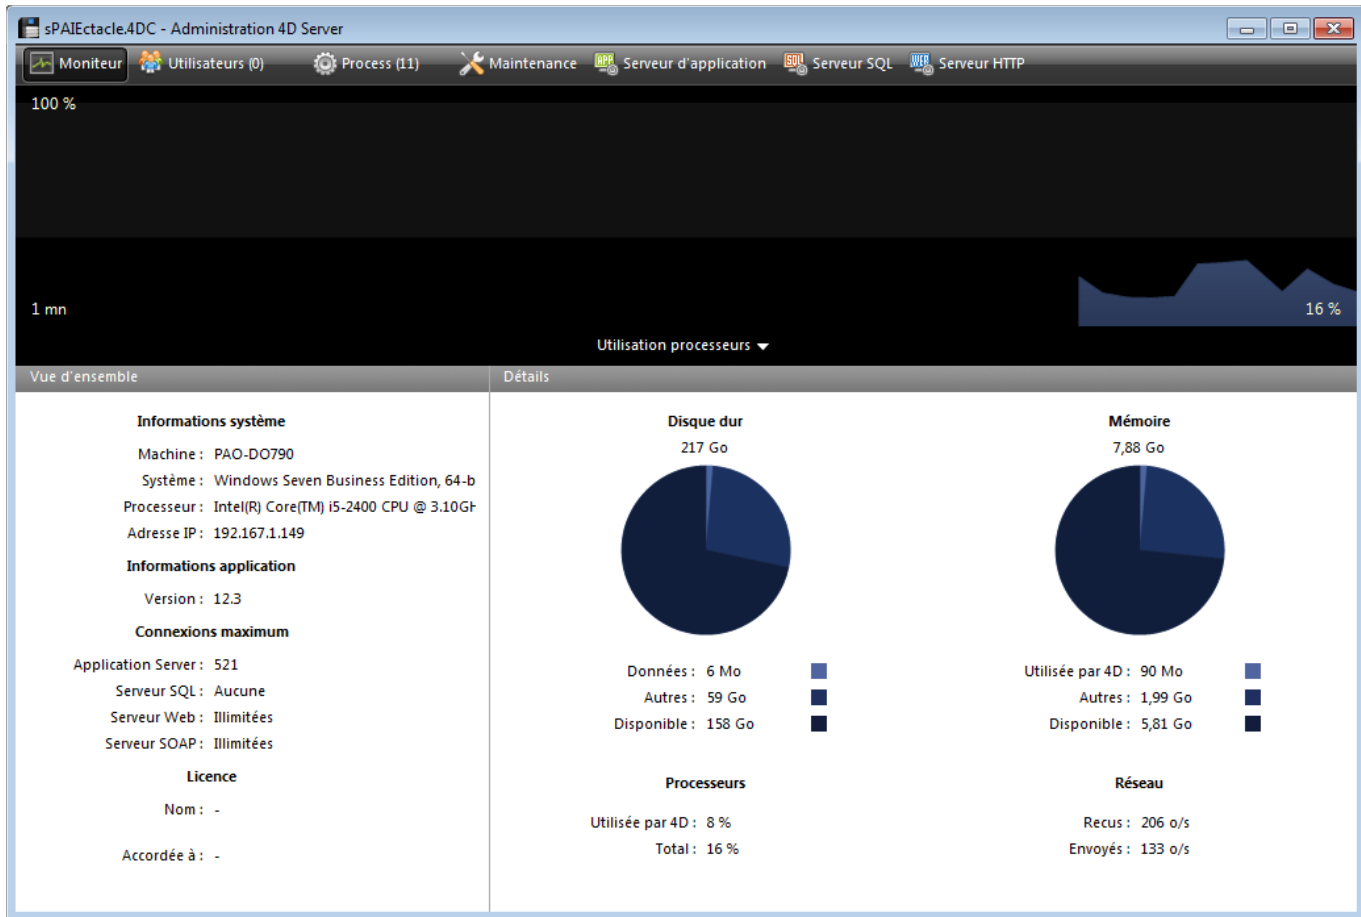 sPAIEctacle.4DC - Administration 4D Server
Moniteur Utilisateurs (0) Process (11) Maintenance Serveur d'application Serveur SQL Serveur HTTP
100 %
1 mn
16 %
Utilisation processeurs
Vue d'ensemble
Informations système
Machine : PAO-DO790
Système : Windows Seven Business Edition, 64-b
Processeur : Intel(R) Core(TM) i5-2400 CPU @ 3.10GH
Adresse IP : 192.167.1.149
Informations application
Version : 12.3
Connexions maximum
Application Server : 521
Serveur SQL : Aucune
Serveur Web : Illimitées
Serveur SOAP : Illimitées
Licence
Nom : -
Accordée à : -
Détails
Disque dur
217 Go
Données : 6 Mo
Autres : 59 Go
Disponible : 158 Go
Mémoire
7,88 Go
Utilisée par 4D : 90 Mo
Autres : 1,99 Go
Disponible : 5,81 Go
Processeurs
Utilisée par 4D : 8 %
Total : 16 %
Réseau
Recus : 206 o/s
Envoyés : 133 o/s